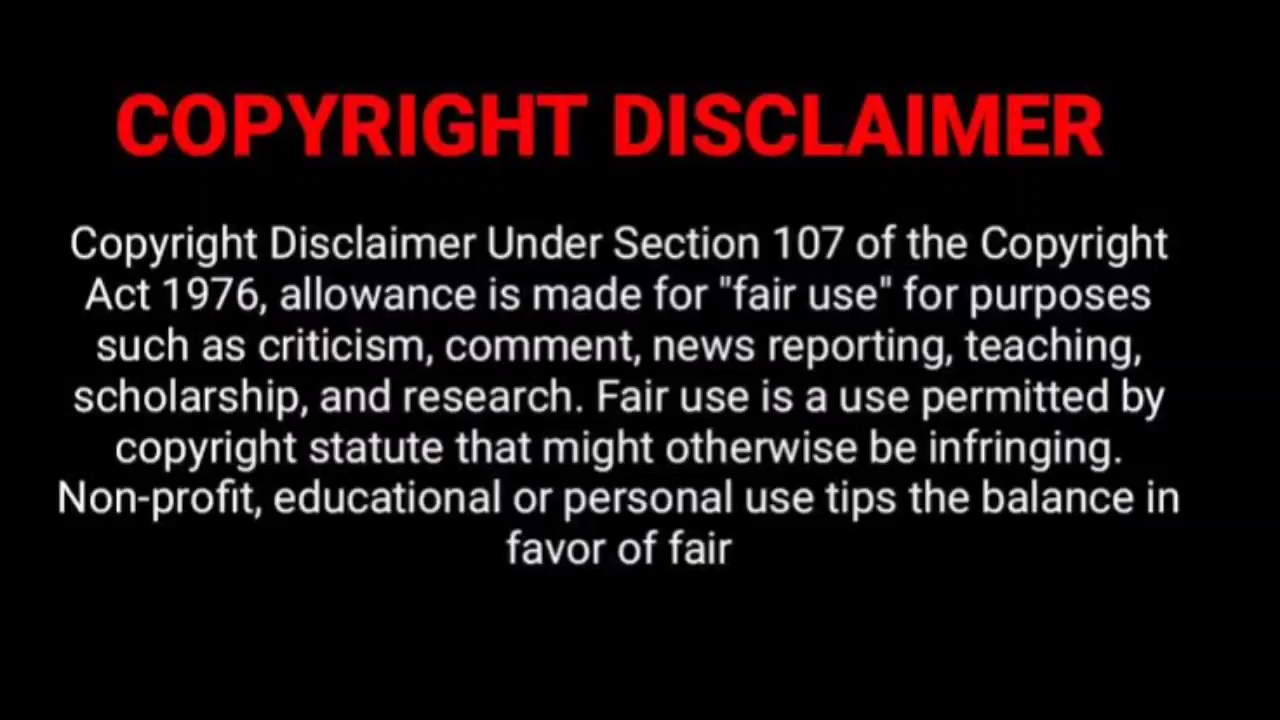 COPYRIGHT DISCLAIMER
Copyright Disclaimer Under Section 107 of the Copyright
Act 1976, allowance is made for "fair use" for purposes
such as criticism, comment, news reporting, teaching,
scholarship, and research. Fair use is a use permitted by
copyright statute that might otherwise be infringing.
Non-profit, educational or personal use tips the balance in
favor of fair